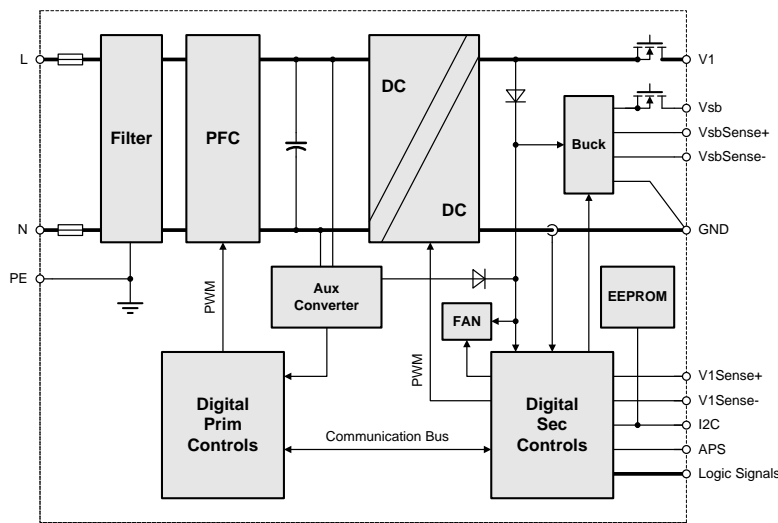 L
V1
DC
Vsb
Filter
PFC
VsbSense+
Buck
VsbSense-
DC
N
GND
PE
Aux
Converter
EEPROM
PWM
FAN
PWM
V1Sense+
Digital
Prim
Controls
Digital
Sec
Controls
V1Sense-
I2C
Communication Bus
APS
Logic Signals